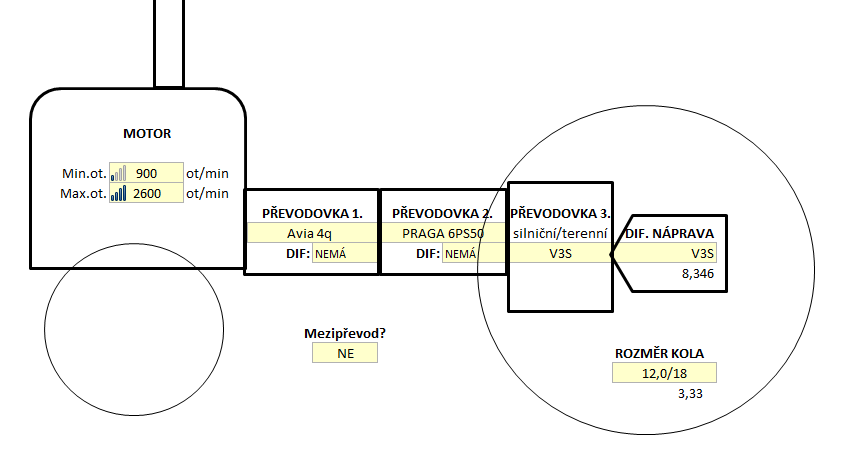 MOTOR
Min.ot. 900 ot/min
Max.ot. 2600 ot/min
PŘEVODOVKA 1.
Avia 4q
DIF: NEMÁ
PŘEVODOVKA 2.
PRAGA 6PS50
DIF: NEMÁ
PŘEVODOVKA 3.
silniční/terenní
V3S
DIF. NÁPRAVA
V3S
8,346
Mezipřevod?
NE
ROZMĚR KOLA
12,0/18
3,33